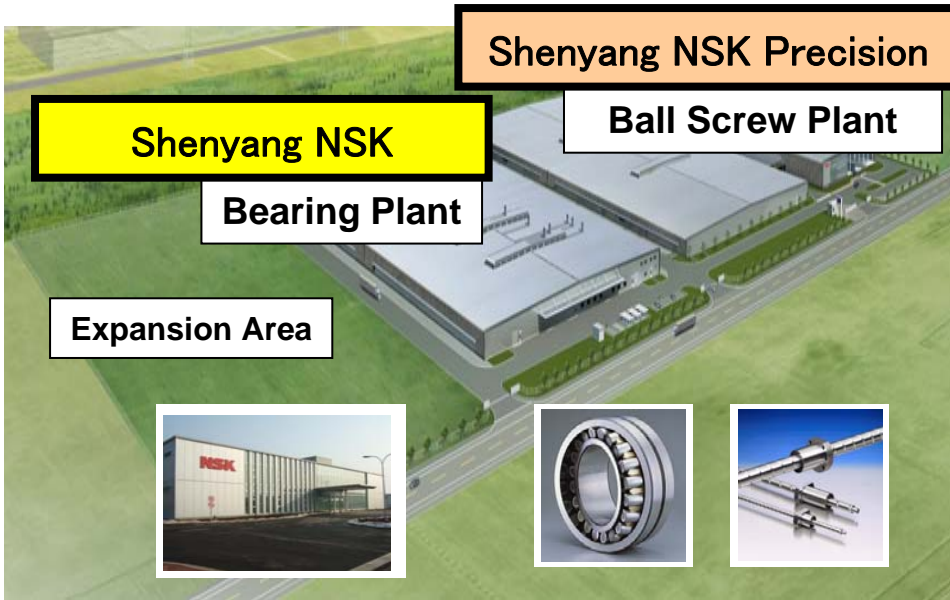 Shenyang NSK Precision
Ball Screw Plant
Shenyang NSK
Bearing Plant
Expansion Area
NSK